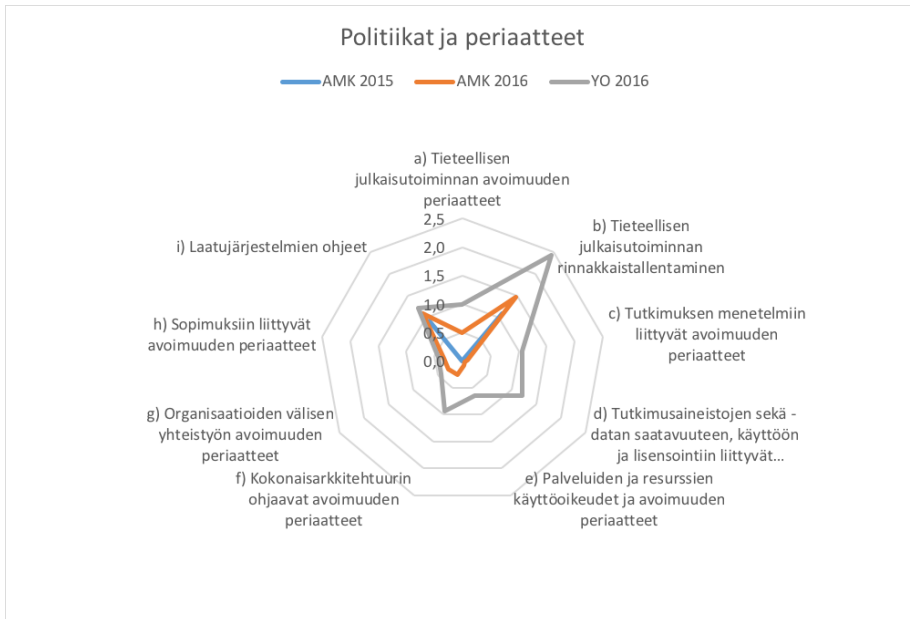 Politiikat ja periaatteet
AMK 2015
AMK 2016
YO 2016
a) Tieteellisen
julkaisutoiminnan avoimuuden
periaatteet
b) Tieteellisen
julkaisutoiminnan
rinnakkaistallentaminen
c) Tutkimuksen menetelmiin
liittyvät avoimuuden
periaatteet
d) Tutkimusaineistojen sekä -
datan saatavuuteen, käyttöön
ja lisensointiin liittyvät...
e) Palveluiden ja resurssien
käyttöoikeudet ja avoimuuden
periaatteet
f) Kokonaisarkkitehtuurin
ohjaavat avoimuuden
periaatteet
g) Organisaatioiden välisen
yhteistyön avoimuuden
periaatteet
h) Sopimuksiin liittyvät
avoimuuden periaatteet
i) Laatujärjestelmien ohjeet
2,5
2,0
1,5
1,0
0,5
0,0